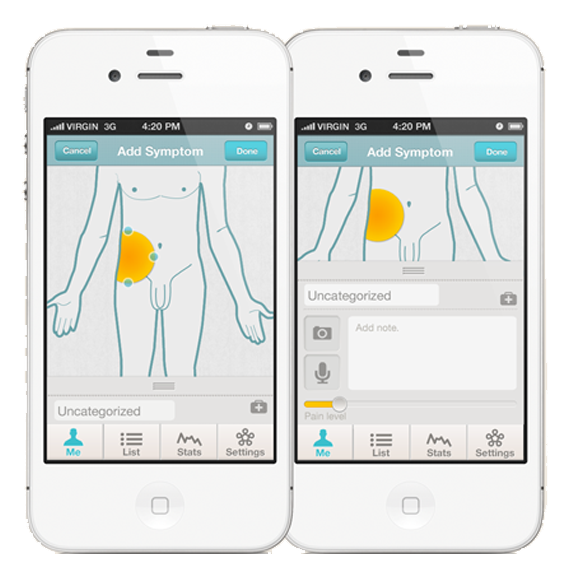 VIRGIN 3G 4:20 PM
Cancel Add Symptom Done
Uncategorized
Me List Stats Settings
VIRGIN 3G 4:20 PM
Cancel Add Symptom Done
Uncategorized
Add note.
Pain level
Me List Stats Settings